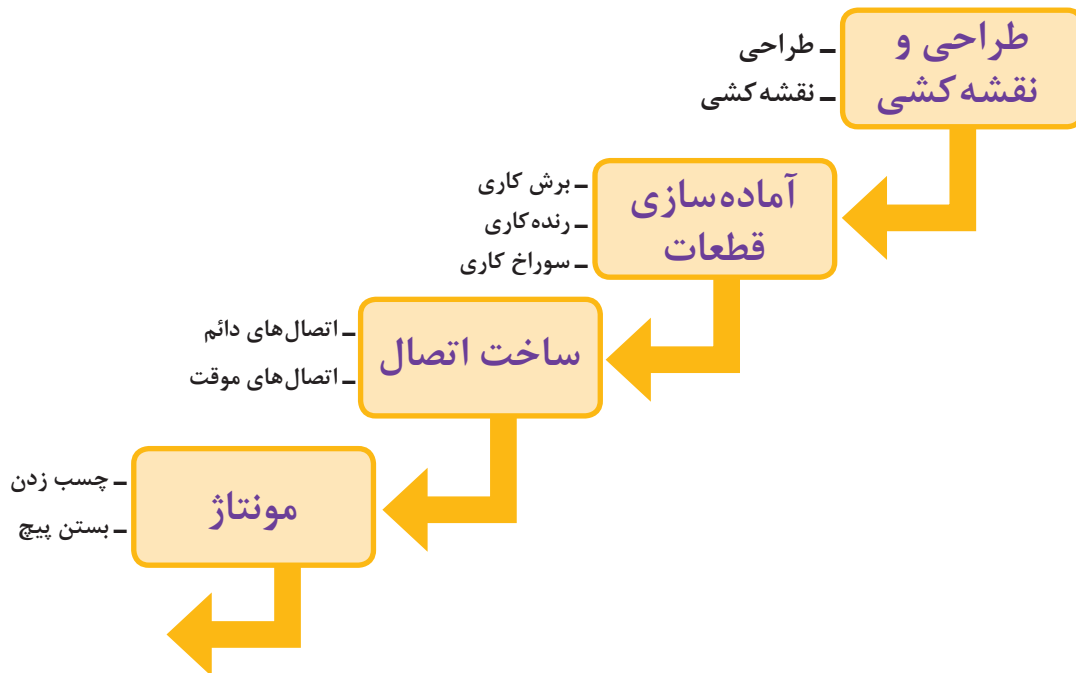 طراحی و
نقشه‌کشی
ـ طراحی
ـ نقشه‌کشی
آماده‌سازی
قطعات
ـ برش کاری
ـ رنده‌کاری
ـ سوراخ کاری
ساخت اتصال
ـ اتصال‌های دائم
ـ اتصال‌های موقت
مونتاژ
ـ چسب زدن
ـ بستن پیچ